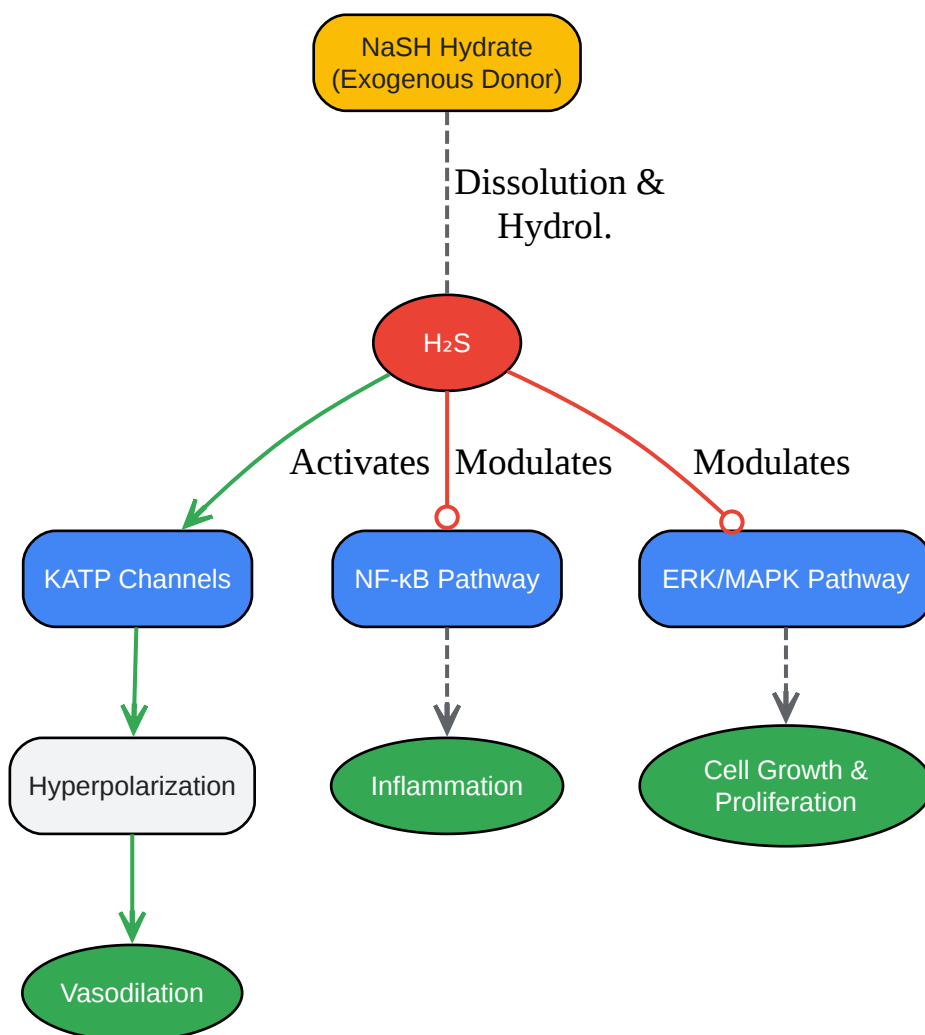 NaSH Hydrate
(Exogenous Donor)
Dissolution &
Hydrol.
H₂S
Activates
Modulates
Modulates
KATP Channels
NF-κB Pathway
ERK/MAPK Pathway
Hyperpolarization
Inflammation
Cell Growth &
Proliferation
Vasodilation